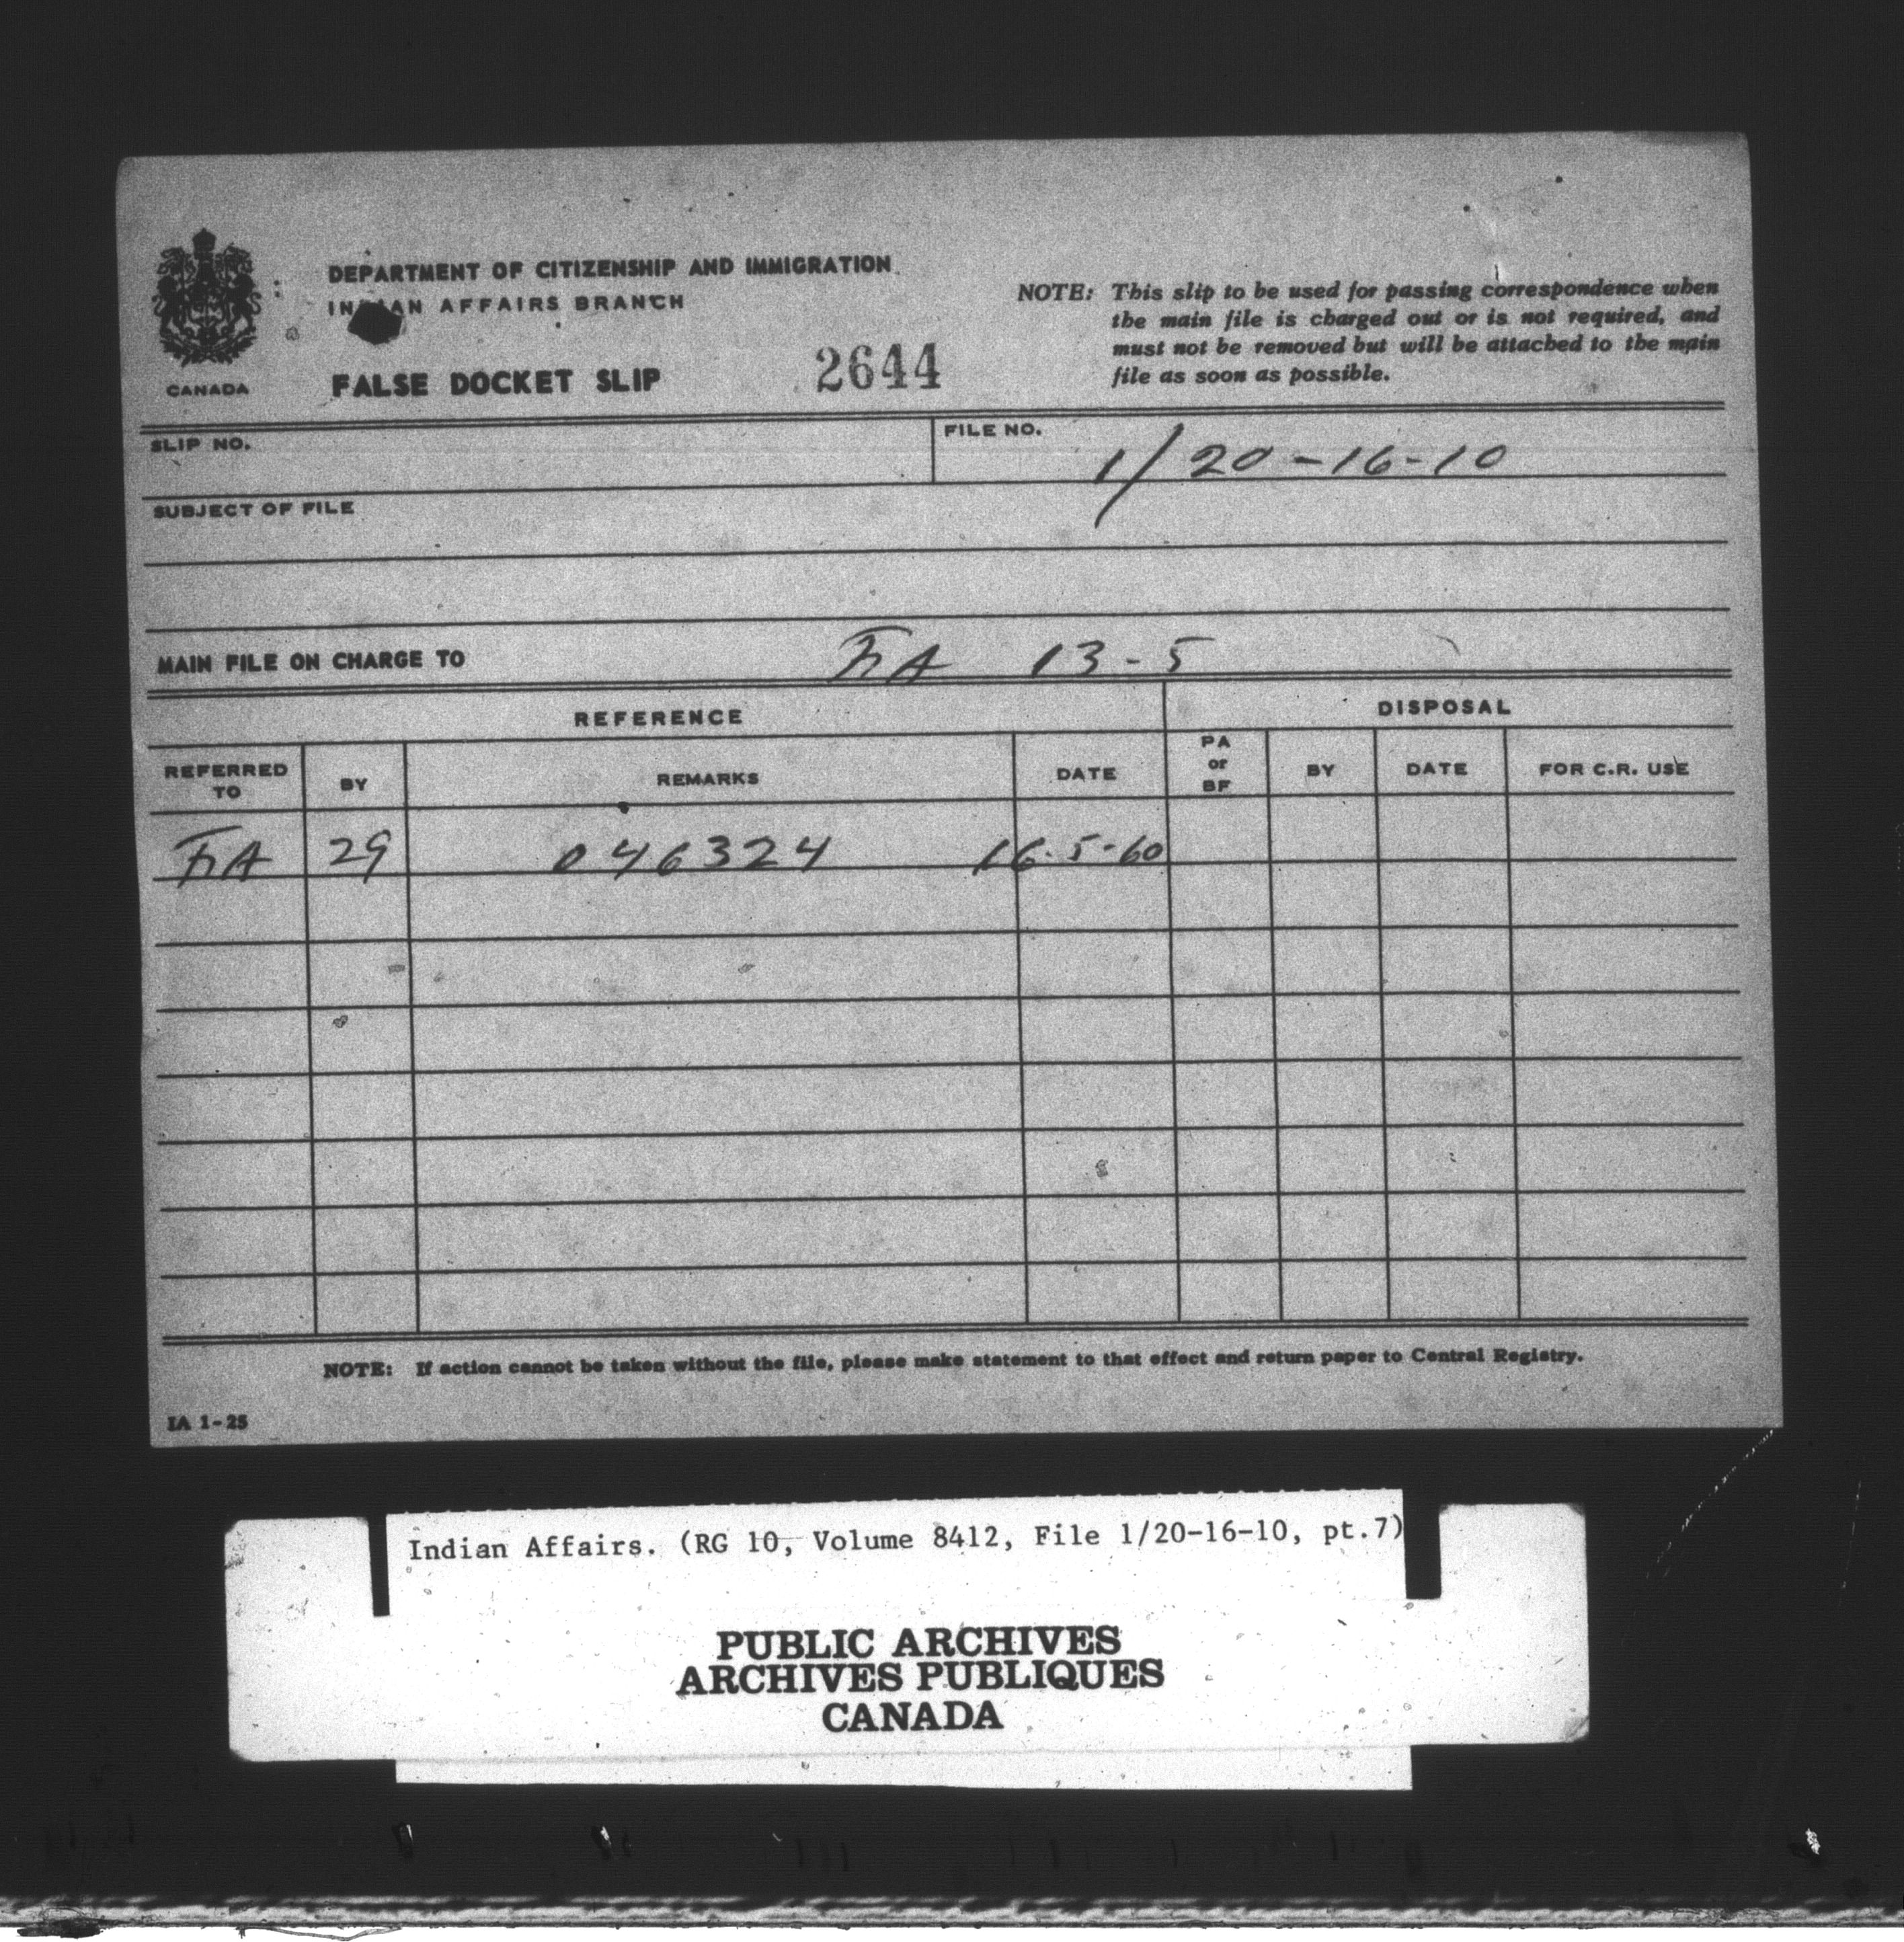 DEPARTMENT OF CITIZENSHIP AND IMMIGRATION
INDIAN AFFAIRS BRANCH
CANADA
FALSE DOCKET SLIP 2644
NOTE: This slip to be used for passing correspondence when
the main file is charged out or is not required, and
must not be removed but will be attached to the main
file as soon as possible.
SLIP NO. FILE NO. 1/20-16-10
SUBJECT OF FILE
MAIN FILE ON CHARGE TO 13-5
REFERENCE DISPOSAL
REFERRED TO BY REMARKS DATE PA or BF BY DATE FOR C.R. USE
29 046324 16-5-60
NOTE: If action cannot be taken without the file, please make statement to that effect and return paper to Central Registry.
IA 1-25
Indian Affairs. (RG 10, Volume 8412, File 1/20-16-10, pt.7)
PUBLIC ARCHIVES
ARCHIVES PUBLIQUES
CANADA